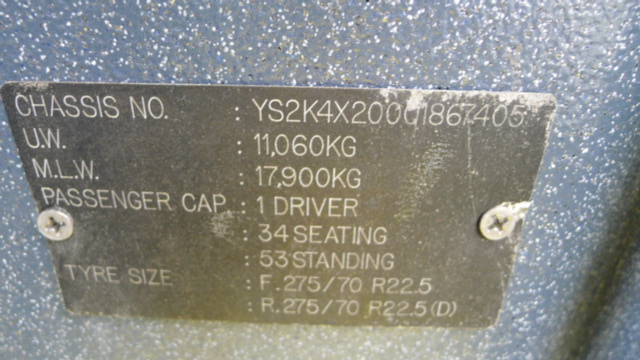 CHASSIS NO. : YS2K4X20001867405
U.W. : 11,060KG
M.L.W. : 17,900KG
PASSENGER CAP : 1 DRIVER
: 34 SEATING
: 53 STANDING
TYRE SIZE : F.275/70 R22.5
: R.275/70 R22.5(D)